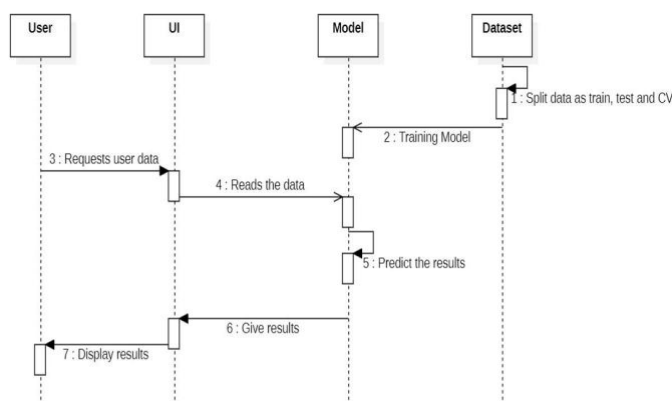 User
UI
Model
Dataset
1 : Split data as train, test and CV
2 : Training Model
3 : Requests user data
4 : Reads the data
5 : Predict the results
6 : Give results
7 : Display results